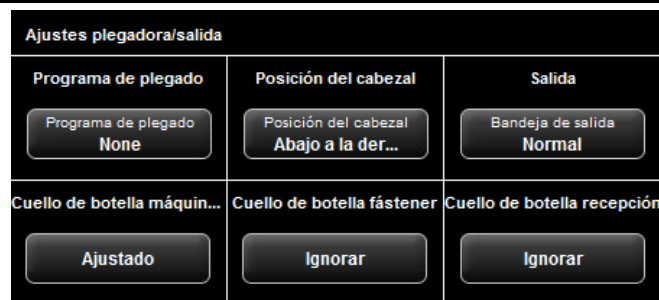 Ajustes plegadora/salida
Programa de plegado
Posición del cabezal
Salida
Programa de plegado
None
Posición del cabezal
Abajo a la der...
Bandeja de salida
Normal
Cuello de botella máquin...
Cuello de botella fástener
Cuello de botella recepción
Ajustado
Ignorar
Ignorar